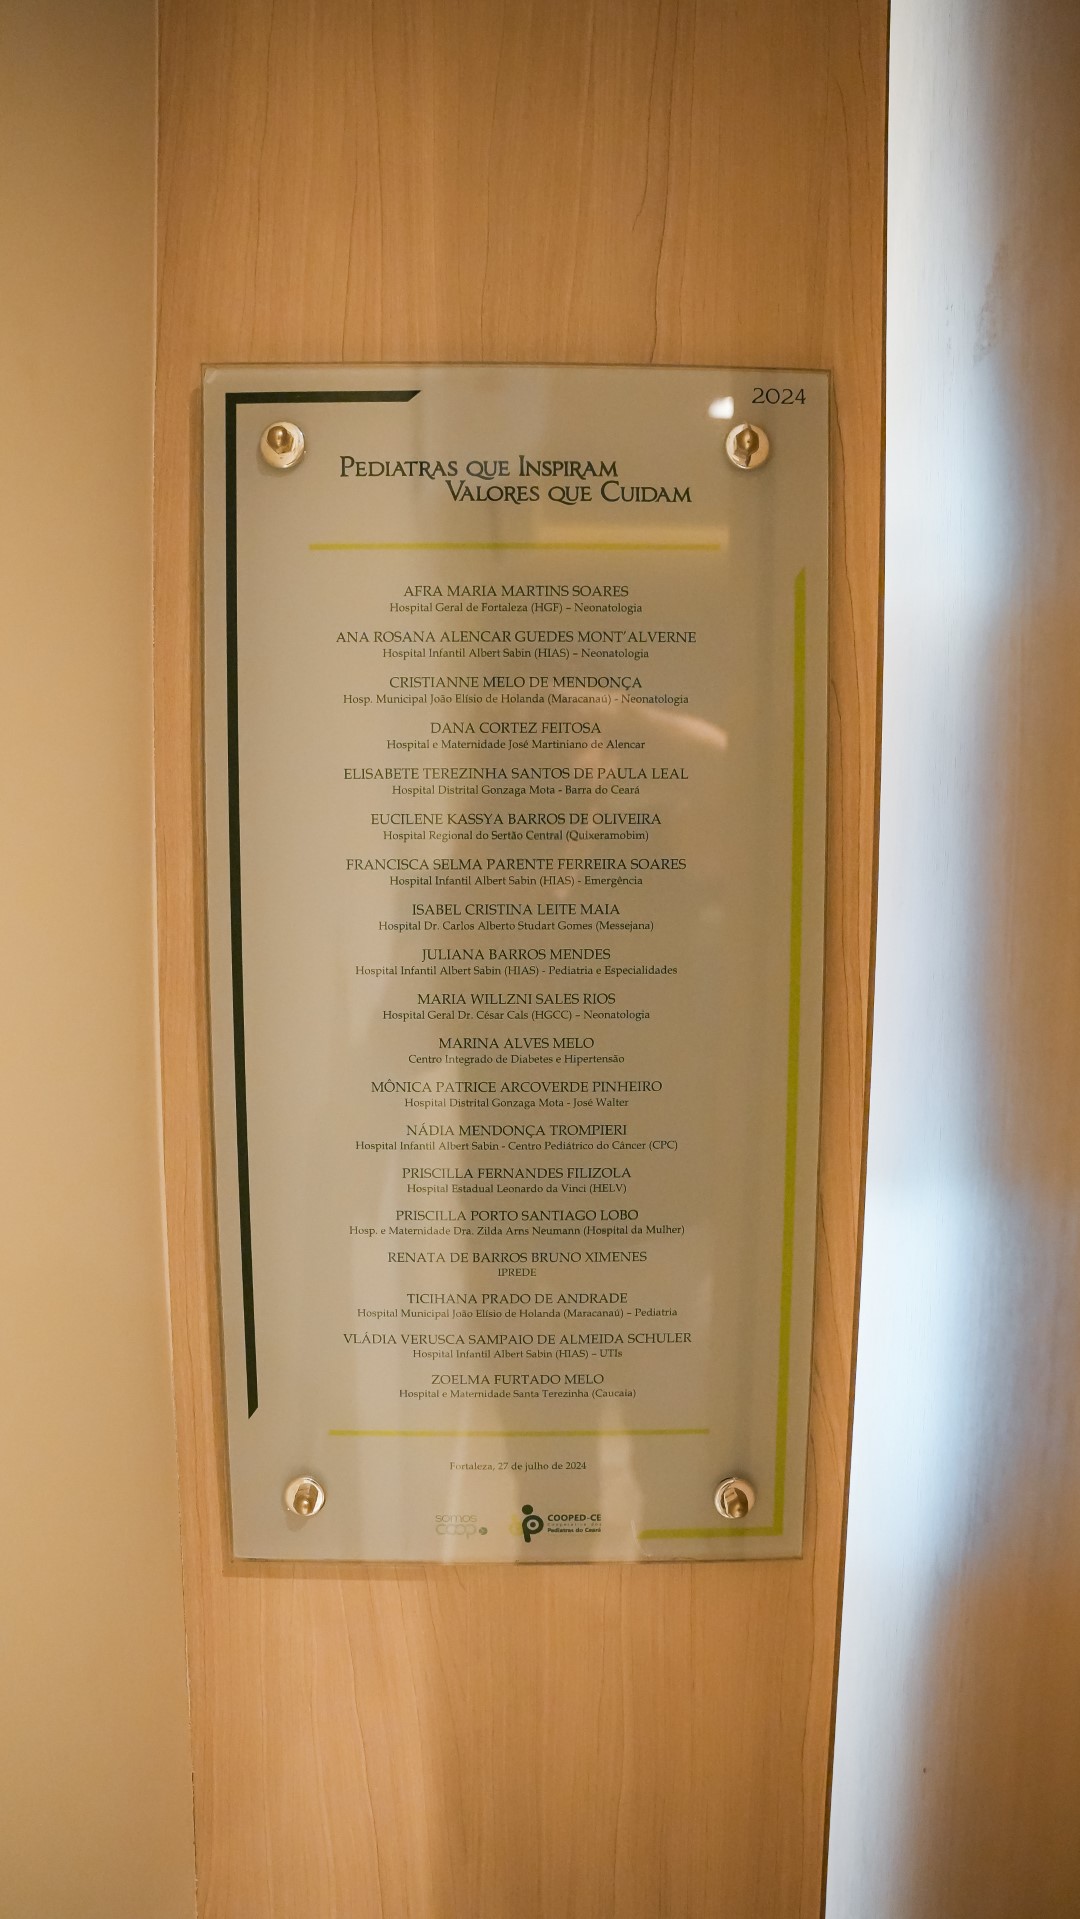 2024
Pediatras que Inspiram
Valores que Cuidam
AFRA MARIA MARTINS SOARES
Hospital Geral de Fortaleza (HGF) – Neonatologia
ANA ROSANA ALENCAR GUEDES MONT'ALVERNE
Hospital Infantil Albert Sabin (HIAS) – Neonatologia
CRISTIANNE MELO DE MENDONÇA
Hosp. Municipal João Elísio de Holanda (Maracanaú) - Neonatologia
DANA CORTEZ FEITOSA
Hospital e Maternidade José Martiniano de Alencar
ELISABETE TEREZINHA SANTOS DE PAULA LEAL
Hospital Distrital Gonzaga Mota - Barra do Ceará
EUCILENE KASSYA BARROS DE OLIVEIRA
Hospital Regional do Sertão Central (Quixeramobim)
FRANCISCA SELMA PARENTE FERREIRA SOARES
Hospital Infantil Albert Sabin (HIAS) - Emergência
ISABEL CRISTINA LEITE MAIA
Hospital Dr. Carlos Alberto Studart Gomes (Messejana)
JULIANA BARROS MENDES
Hospital Infantil Albert Sabin (HIAS) - Pediatria e Especialidades
MARIA WILLZNI SALES RIOS
Hospital Geral Dr. César Cals (HGCC) – Neonatologia
MARINA ALVES MELO
Centro Integrado de Diabetes e Hipertensão
MÔNICA PATRICE ARCOVERDE PINHEIRO
Hospital Distrital Gonzaga Mota - José Walter
NÁDIA MENDONÇA TROMPIERI
Hospital Infantil Albert Sabin - Centro Pediátrico do Câncer (CPC)
PRISCILLA FERNANDES FILIZOLA
Hospital Estadual Leonardo da Vinci (HELV)
PRISCILLA PORTO SANTIAGO LOBO
Hosp. e Maternidade Dra. Zilda Arns Neumann (Hospital da Mulher)
RENATA DE BARROS BRUNO XIMENES
IPREDE
TICIHANA PRADO DE ANDRADE
Hospital Municipal João Elísio de Holanda (Maracanaú) – Pediatria
VLÁDIA VERUSCA SAMPAIO DE ALMEIDA SCHULER
Hospital Infantil Albert Sabin (HIAS) – UTIs
ZOELMA FURTADO MELO
Hospital e Maternidade Santa Terezinha (Caucaia)
Fortaleza, 27 de julho de 2024
somos
coop
COOPED-CE
Cooperativa dos
Pediatras do Ceará